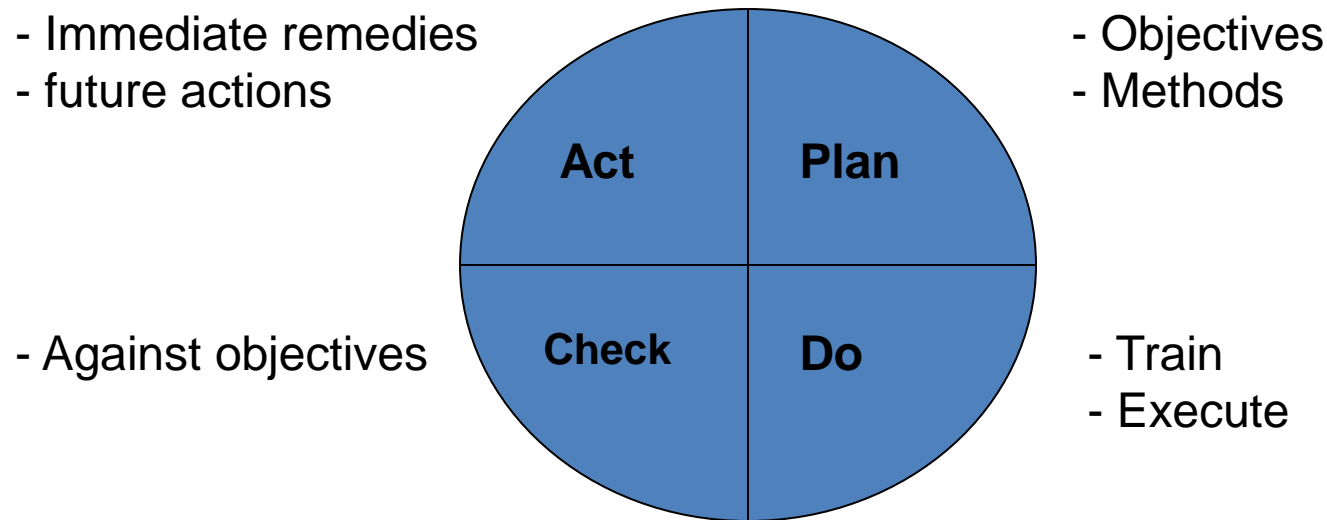 - Immediate remedies
- future actions
- Objectives
- Methods
Act
Plan
- Against objectives
Check
Do
- Train
- Execute